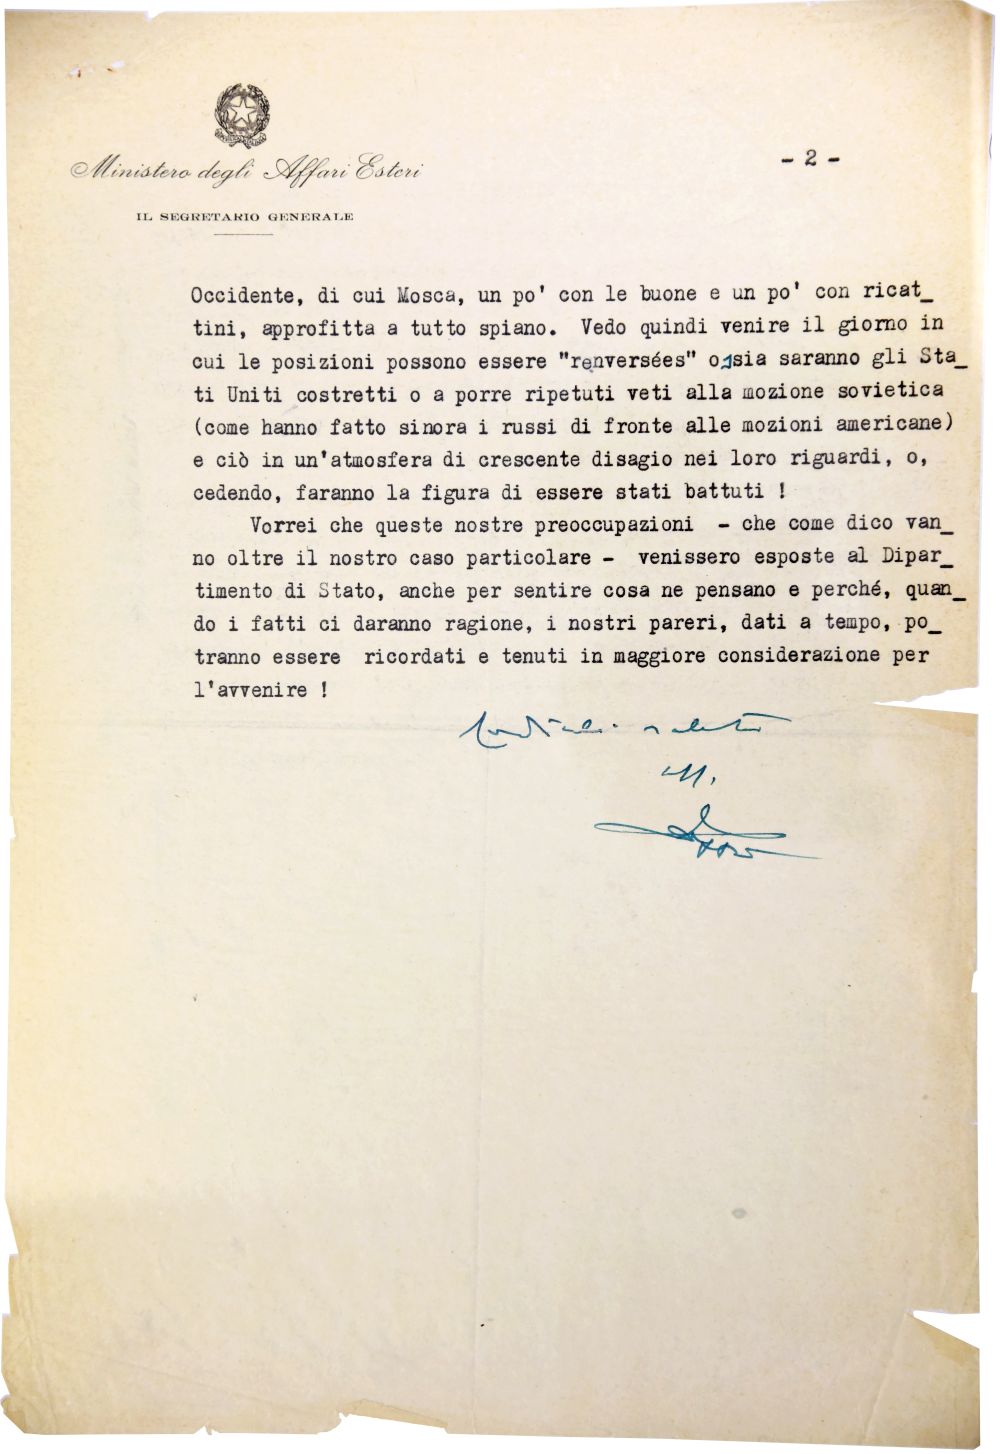 Ministero degli Affari Esteri
- 2 -
IL SEGRETARIO GENERALE
Occidente, di cui Mosca, un po' con le buone e un po' con ricat_
tini, approfitta a tutto spiano. Vedo quindi venire il giorno in
cui le posizioni possono essere "renversées" ossia saranno gli Sta_
ti Uniti costretti o a porre ripetuti veti alla mozione sovietica
(come hanno fatto sinora i russi di fronte alle mozioni americane)
e ciò in un'atmosfera di crescente disagio nei loro riguardi, o,
cedendo, faranno la figura di essere stati battuti !
Vorrei che queste nostre preoccupazioni - che come dico van_
no oltre il nostro caso particolare - venissero esposte al Dipar_
timento di Stato, anche per sentire cosa ne pensano e perché, quan_
do i fatti ci daranno ragione, i nostri pareri, dati a tempo, po_
tranno essere ricordati e tenuti in maggiore considerazione per
l'avvenire !
Cordiali saluti